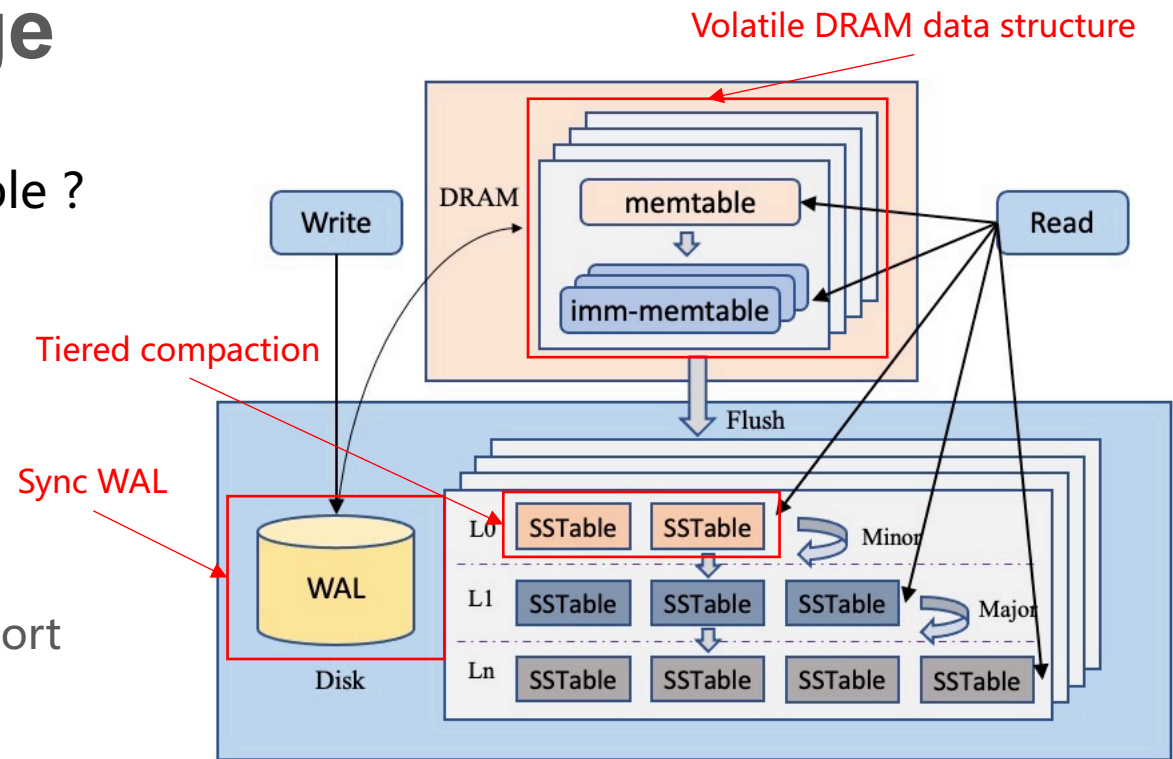 ge
Volatile DRAM data structure
ble ?
DRAM
Write
memtable
Read
imm-memtable
Tiered compaction
Flush
Sync WAL
L0 SSTable SSTable Minor
WAL
L1 SSTable SSTable SSTable Major
ort
Ln SSTable SSTable SSTable SSTable
Disk